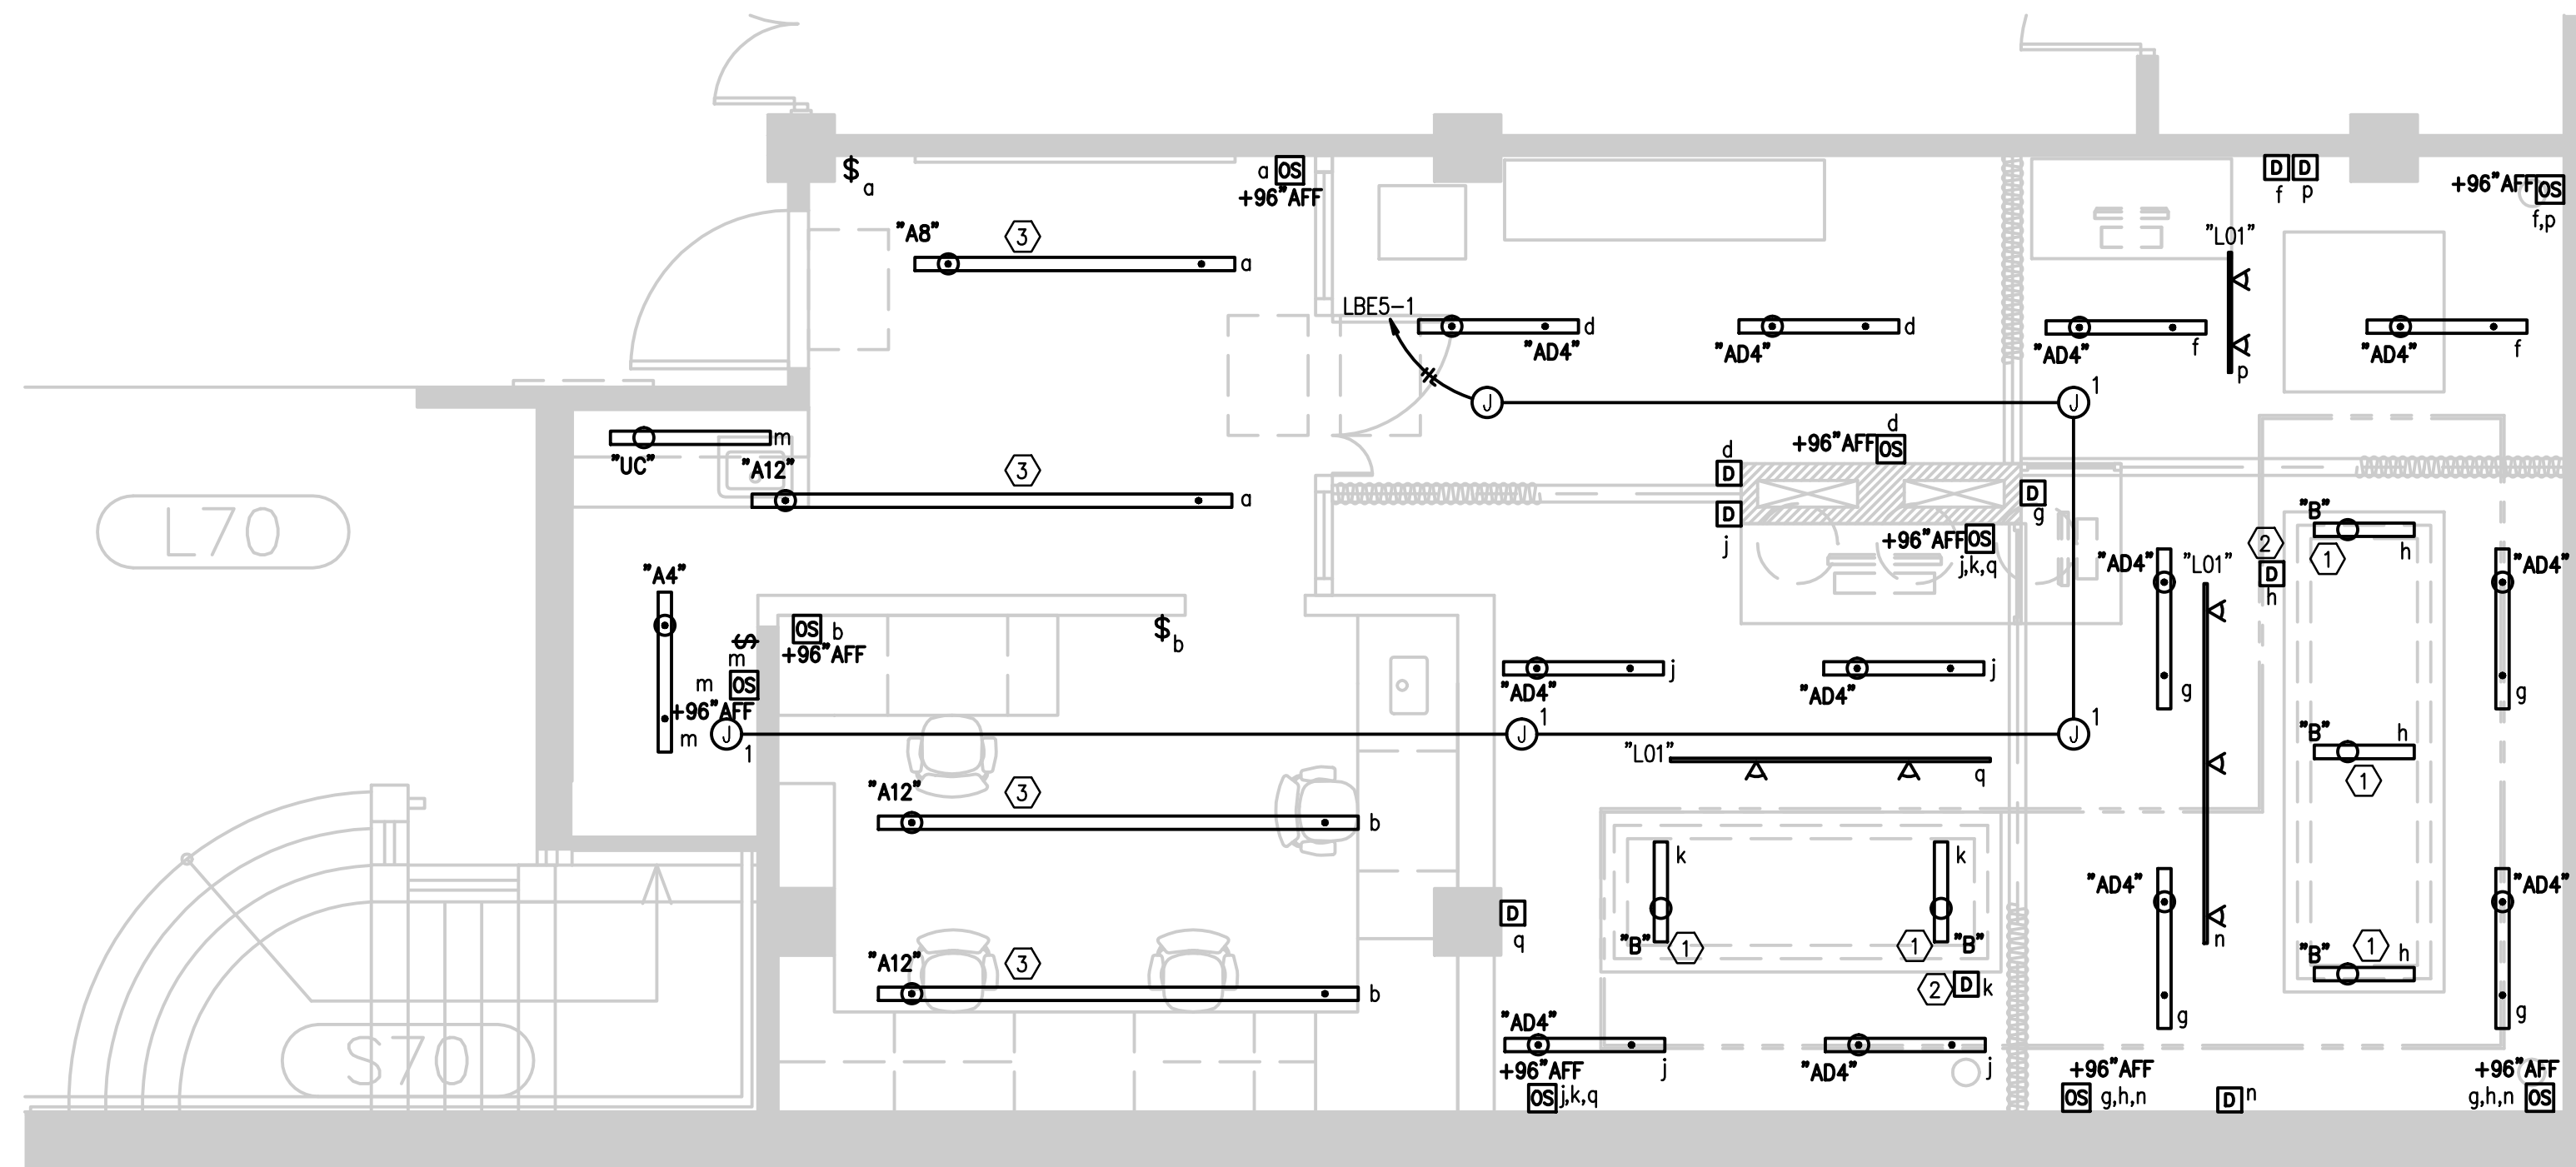 $
a
a OS
+96"AFF
D D
f p
+96"AFF OS
f,p
"A8"
3
a
"L01"
LBE5-1
d
"AD4"
d
"AD4"
"AD4"
f
p
"AD4"
f
J
J
1
m
"UC"
"A12"
3
a
d
+96"AFF OS
d
D
D
j
D
g
+96"AFF OS
j,k,q
L70
"B"
1
h
2
D
h
"AD4"
g
"L01"
"AD4"
g
"A4"
$
m
m OS
+96"AFF
m
OS b
+96"AFF
$
b
j
"AD4"
j
"AD4"
J
1
J
1
J
1
"L01"
q
"B"
h
1
"A12"
3
b
k
"B"
1
k
1
"B"
"AD4"
g
n
"B"
1
h
"AD4"
g
D
q
"A12"
3
b
2
D k
S70
"AD4"
j
+96"AFF
OS j,k,q
"AD4"
j
+96"AFF
OS g,h,n
D n
+96"AFF
g,h,n OS